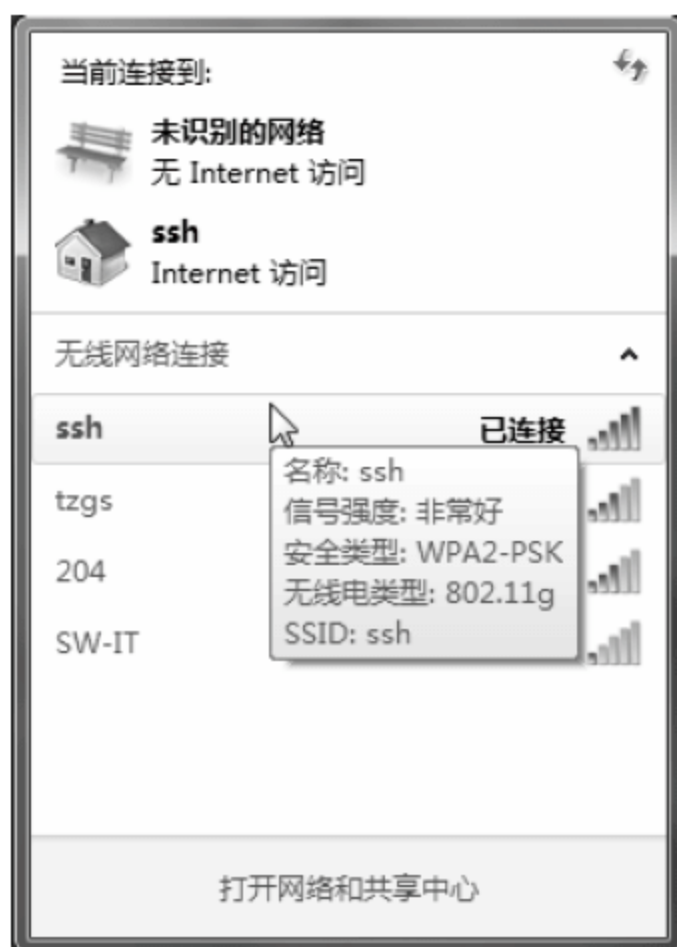 当前连接到:
未识别的网络
无 Internet 访问
ssh
Internet 访问
无线网络连接
ssh 已连接
名称: ssh
信号强度: 非常好
安全类型: WPA2-PSK
无线电类型: 802.11g
SSID: ssh
tzgs
204
SW-IT
打开网络和共享中心